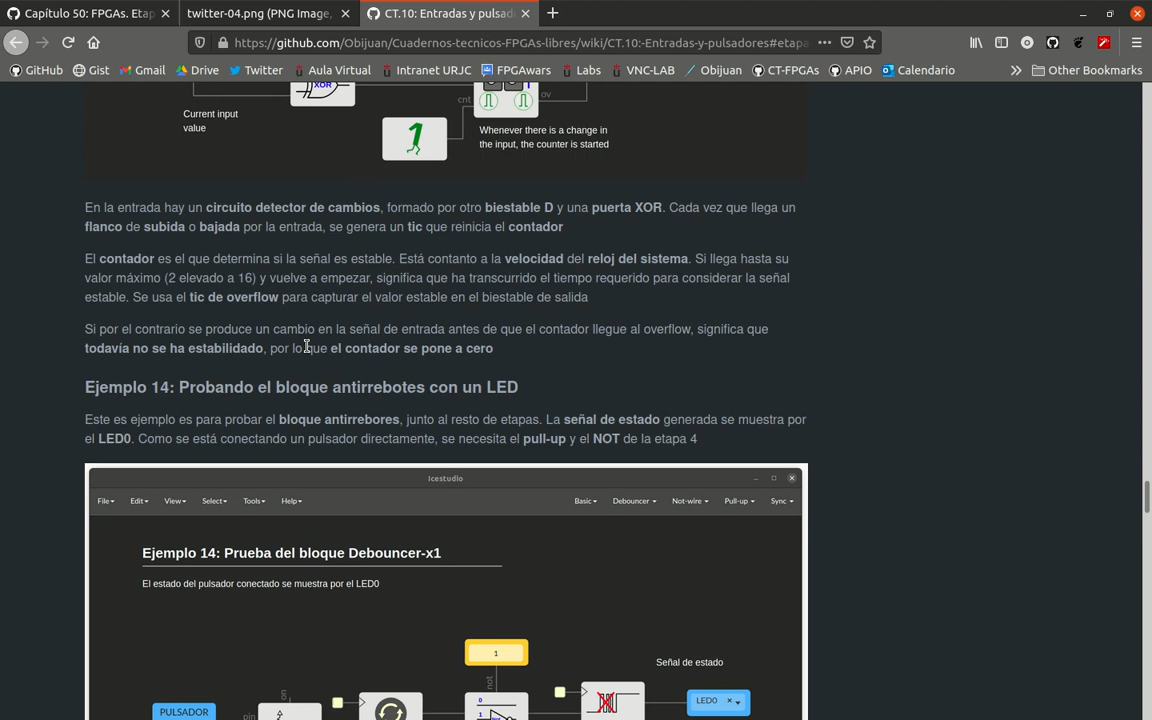 Capítulo 50: FPGAs. Etap × twitter-04.png (PNG Image, × CT.10: Entradas y pulsad ×
https://github.com/Obijuan/Cuadernos-tecnicos-FPGAs-libres/wiki/CT.10:-Entradas-y-pulsadores#etapa
GitHub Gist Gmail Drive Twitter Aula Virtual Intranet URJC FPGAwars Labs VNC-LAB Obijuan CT-FPGAs APIO Calendario Other Bookmarks
XOR
cnt
ov
Current input
value
1
Whenever there is a change in
the input, the counter is started
En la entrada hay un circuito detector de cambios, formado por otro biestable D y una puerta XOR. Cada vez que llega un
flanco de subida o bajada por la entrada, se genera un tic que reinicia el contador
El contador es el que determina si la señal es estable. Está contanto a la velocidad del reloj del sistema. Si llega hasta su
valor máximo (2 elevado a 16) y vuelve a empezar, significa que ha transcurrido el tiempo requerido para considerar la señal
estable. Se usa el tic de overflow para capturar el valor estable en el biestable de salida
Si por el contrario se produce un cambio en la señal de entrada antes de que el contador llegue al overflow, significa que
todavía no se ha estabilidado, por lo que el contador se pone a cero
Ejemplo 14: Probando el bloque antirrebotes con un LED
Este es ejemplo es para probar el bloque antirrebores, junto al resto de etapas. La señal de estado generada se muestra por
el LED0. Como se está conectando un pulsador directamente, se necesita el pull-up y el NOT de la etapa 4
Icestudio
File Edit View Select Tools Help Basic Debouncer Not-wire Pull-up Sync
Ejemplo 14: Prueba del bloque Debouncer-x1
El estado del pulsador conectado se muestra por el LED0
1
Señal de estado
not
on
0
1
LED0
PULSADOR
pin